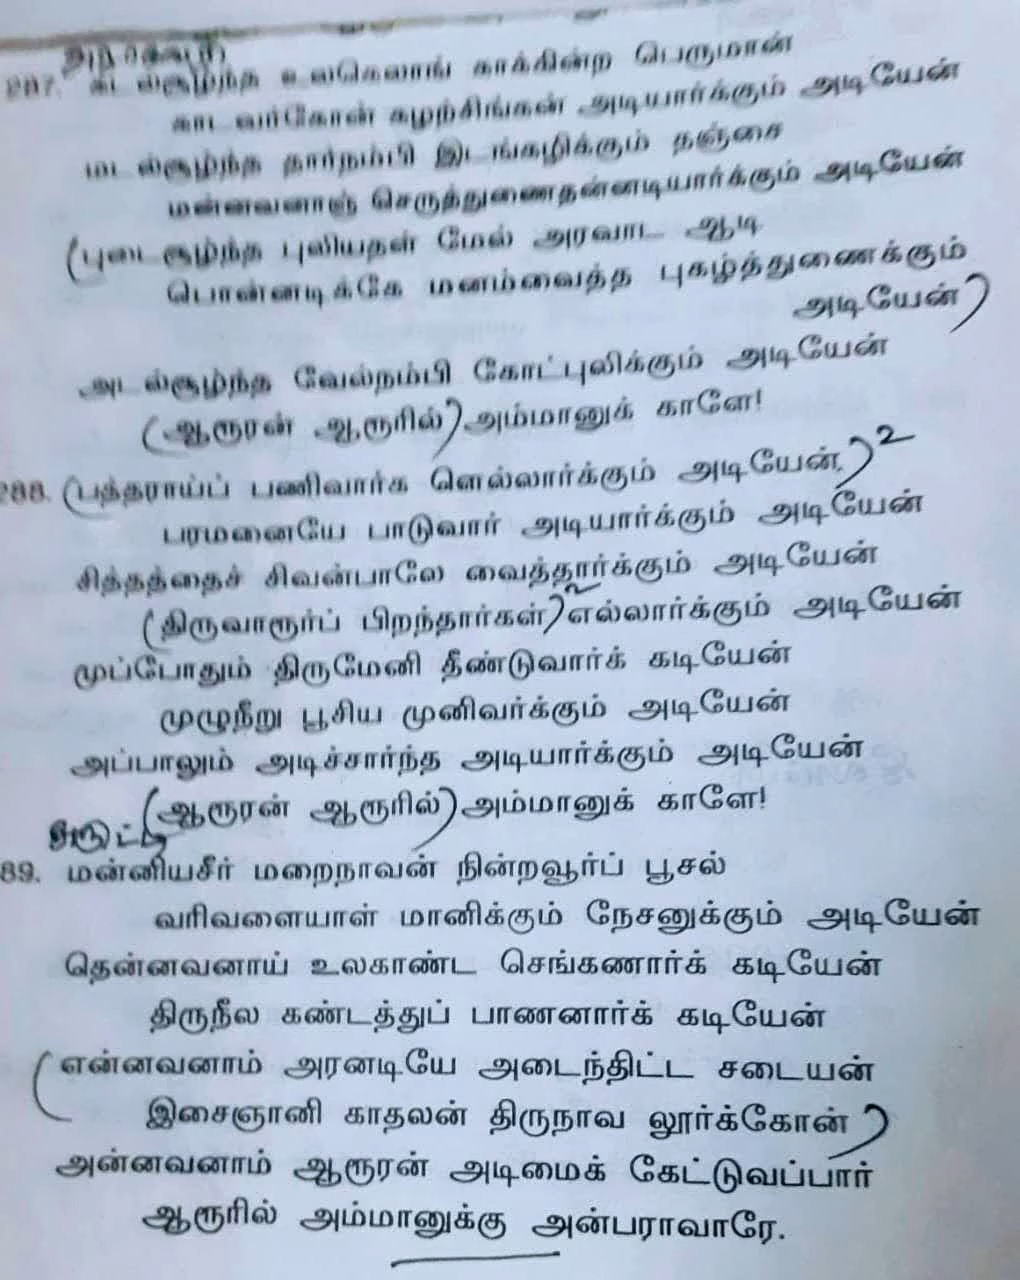 287. கடல்சூழ்ந்த உலகெலாங் காக்கின்ற பெருமான்
காடவர்கோன் கழற்சிங்கன் அடியார்க்கும் அடியேன்
மடல்சூழ்ந்த தார்நம்பி இடங்கழிக்கும் தஞ்சை
மன்னவனாஞ் செருத்துணைதன்னடியார்க்கும் அடியேன்
(புடைசூழ்ந்த புலியதள் மேல் அரவாட ஆடி
பொன்னடிக்கே மனம்வைத்த புகழ்த்துணைக்கும்
அடியேன்)
அடல்சூழ்ந்த வேல்நம்பி கோட்புலிக்கும் அடியேன்
(ஆரூரன் ஆரூரில்) அம்மானுக் காளே!
288. (பத்தராய்ப் பணிவார்க ளெல்லார்க்கும் அடியேன்,) 2
பரமனையே பாடுவார் அடியார்க்கும் அடியேன்
சித்தத்தைச் சிவன்பாலே வைத்தார்க்கும் அடியேன்
(திருவாரூர்ப் பிறந்தார்கள்) எல்லார்க்கும் அடியேன்
முப்போதும் திருமேனி தீண்டுவார்க் கடியேன்
முழுநீறு பூசிய முனிவர்க்கும் அடியேன்
அப்பாலும் அடிச்சார்ந்த அடியார்க்கும் அடியேன்
(ஆரூரன் ஆரூரில்) அம்மானுக் காளே!
89. மன்னியசீர் மறைநாவன் நின்றவூர்ப் பூசல்
வரிவளையாள் மானிக்கும் நேசனுக்கும் அடியேன்
தென்னவனாய் உலகாண்ட செங்கணார்க் கடியேன்
திருநீல கண்டத்துப் பாணனார்க் கடியேன்
(என்னவனாம் அரனடியே அடைந்திட்ட சடையன்
இசைஞானி காதலன் திருநாவ லூர்க்கோன்)
அன்னவனாம் ஆரூரன் அடிமைக் கேட்டுவப்பார்
ஆரூரில் அம்மானுக்கு அன்பராவாரே.